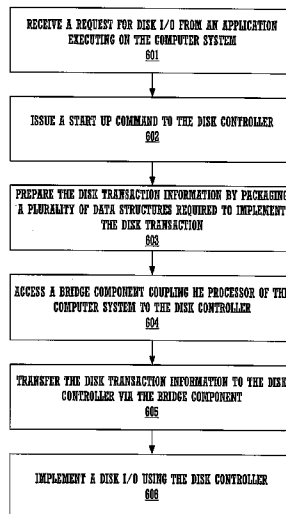 RECEIVE A REQUEST FOR DISK I/O FROM AN APPLICATION
EXECUTING ON THE COMPUTER SYSTEM
601
ISSUE A START UP COMMAND TO THE DISK CONTROLLER
602
PREPARE THE DISK TRANSACTION INFORMATION BY PACKAGING
A PLURALITY OF DATA STRUCTURES REQUIRED TO IMPLEMENT
THE DISK TRANSACTION
603
ACCESS A BRIDGE COMPONENT COUPLING HE PROCESSOR OF THE
COMPUTER SYSTEM TO THE DISK CONTROLLER
604
TRANSFER THE DISK TRANSACTION INFORMATION TO THE DISK
CONTROLLER VIA THE BRIDGE COMPONENT
605
IMPLEMENT A DISK I/O USING THE DISK CONTROLLER
606